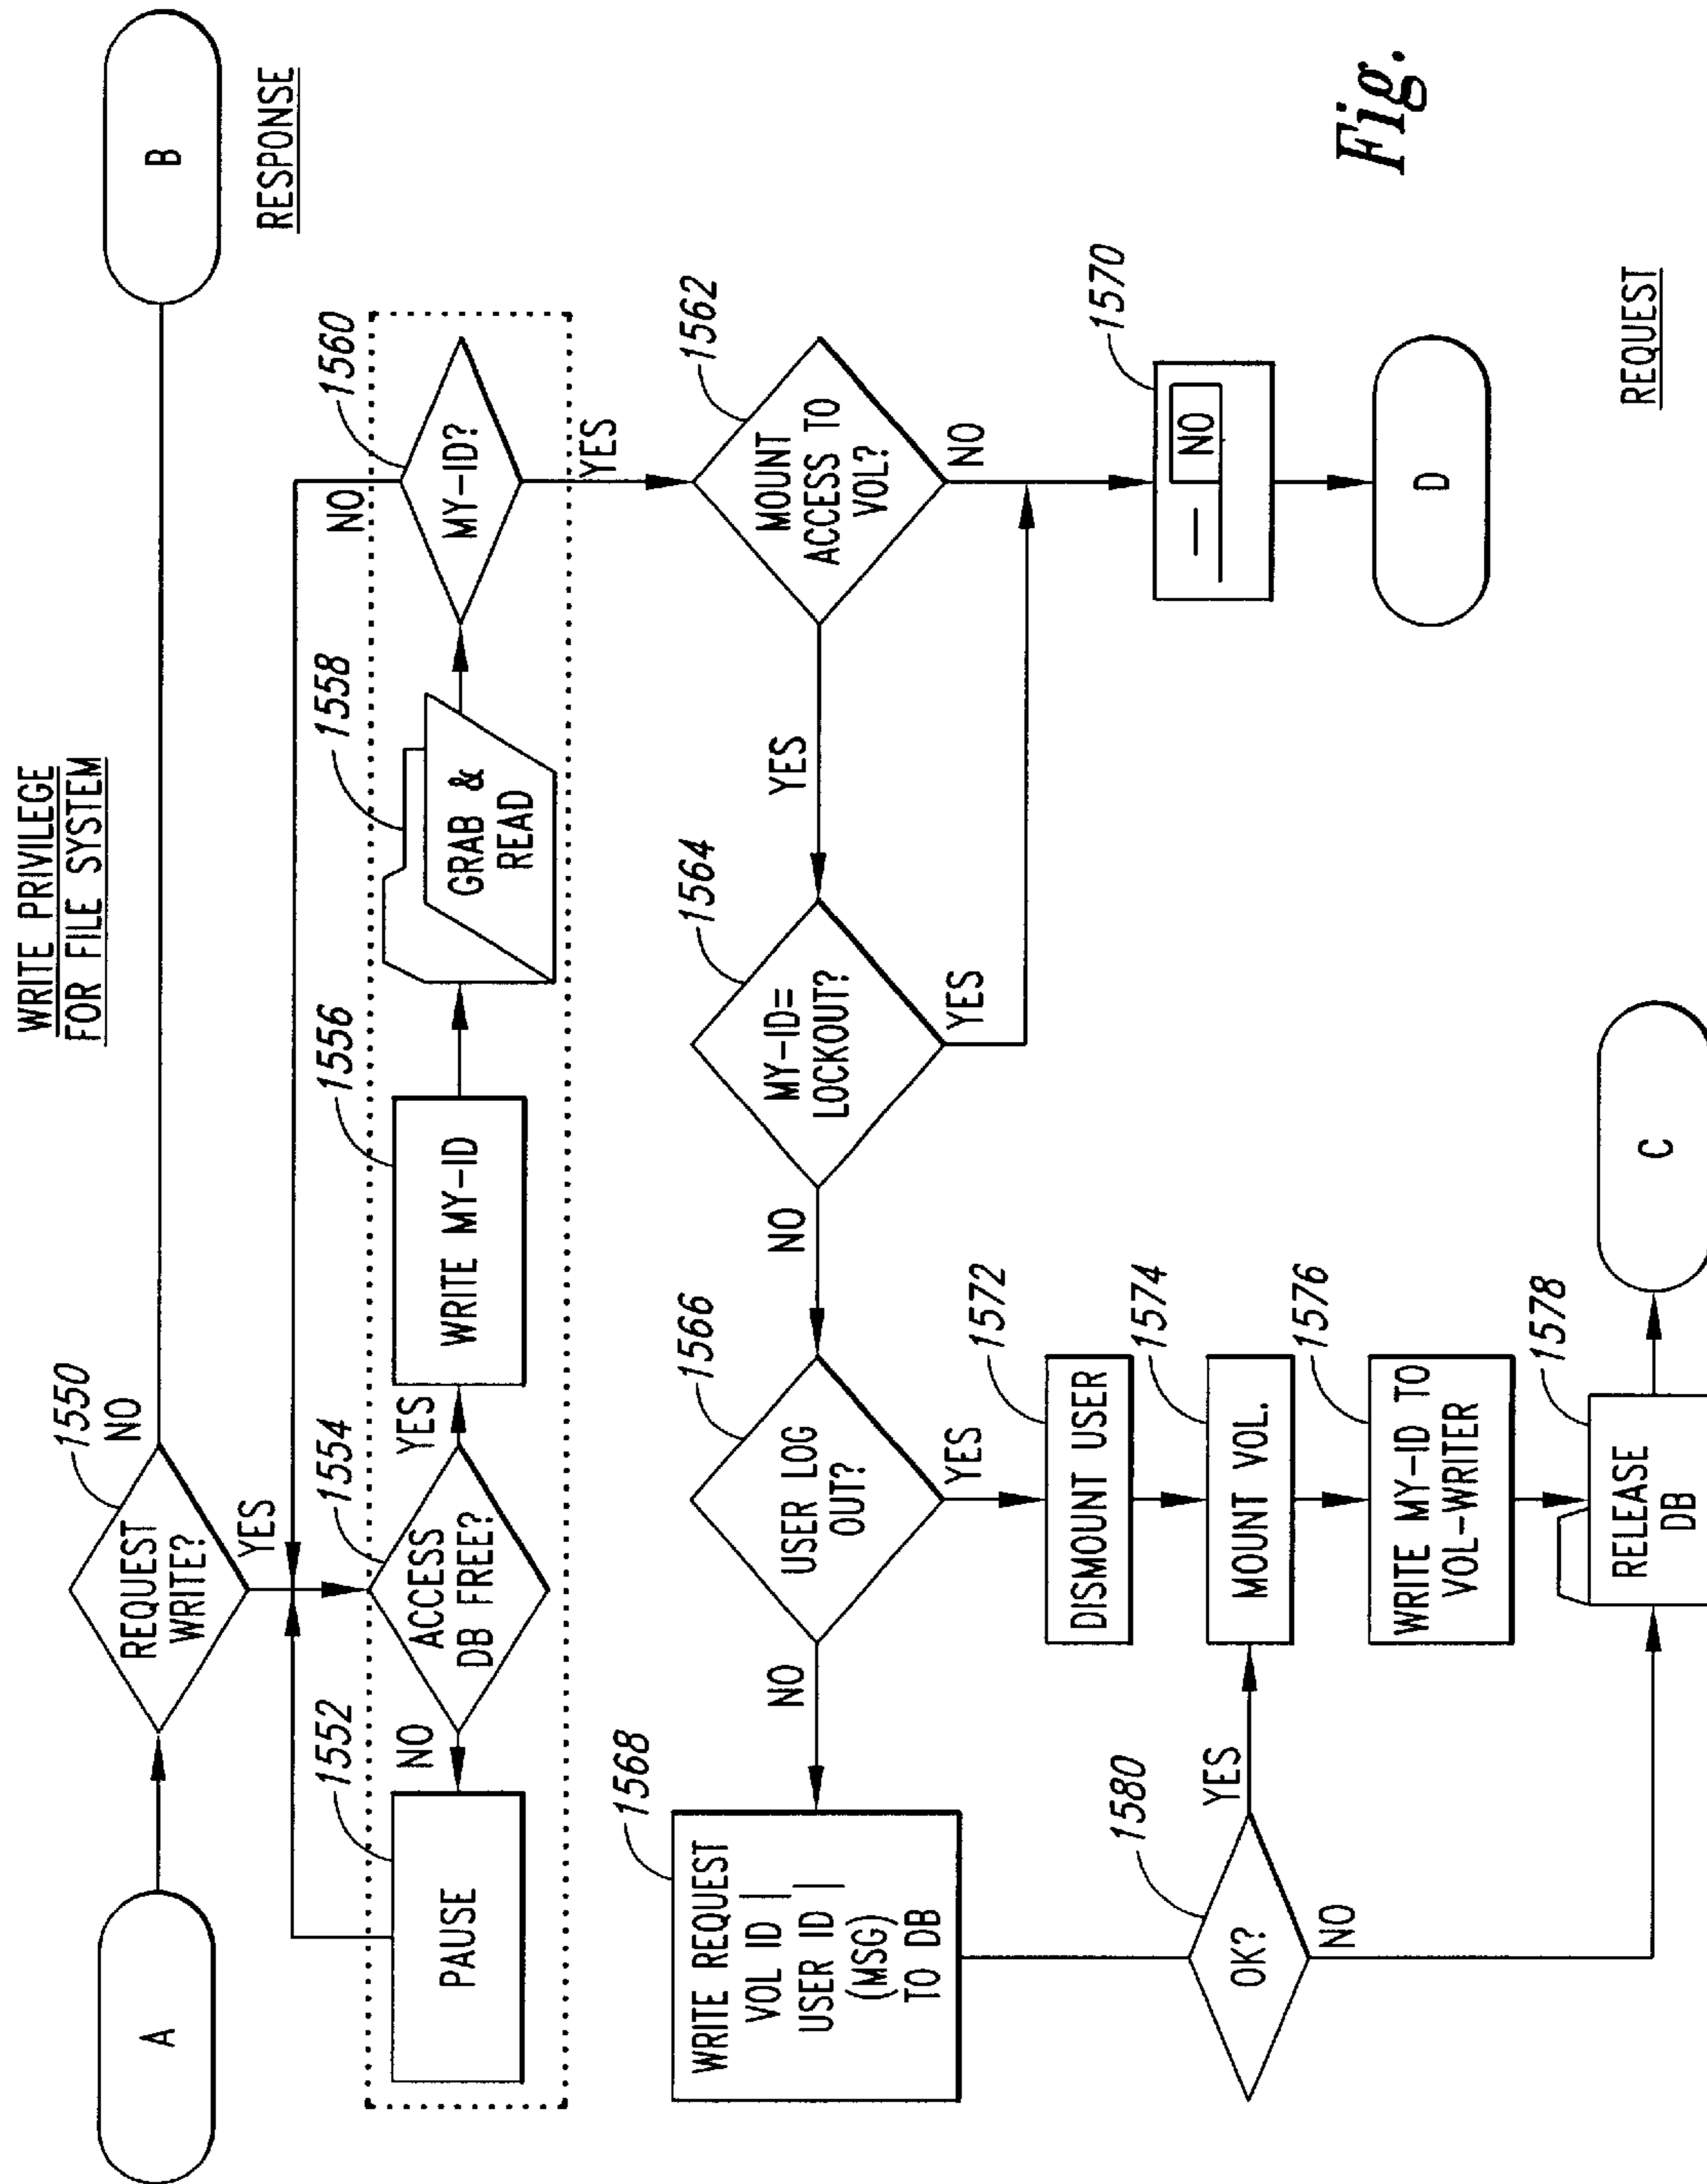 WRITE PRIVILEGE
FOR FILE SYSTEM
A
1550
REQUEST
WRITE?
NO
YES
B
RESPONSE
1552
PAUSE
NO
1554
ACCESS
DB FREE?
YES
1556
WRITE MY-ID
1558
GRAB &
READ
1560
MY-ID?
NO
YES
1568
WRITE REQUEST
VOL ID _
USER ID _
(MSG)
TO DB
NO
1566
USER LOG
OUT?
YES
NO
1564
MY-ID=
LOCKOUT?
YES
YES
1562
MOUNT
ACCESS TO
VOL?
NO
1572
DISMOUNT USER
1580
OK?
YES
NO
1574
MOUNT VOL.
1576
WRITE MY-ID TO
VOL-WRITER
1578
RELEASE
DB
C
1570
— NO
D
REQUEST
Fig.